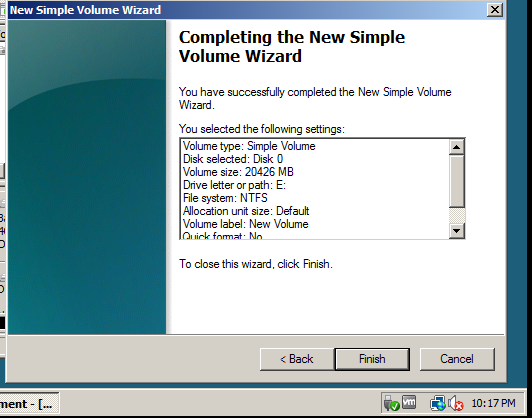 New Simple Volume Wizard
Completing the New Simple
Volume Wizard
You have successfully completed the New Simple Volume
Wizard.
You selected the following settings:
Volume type: Simple Volume
Disk selected: Disk 0
Volume size: 20426 MB
Drive letter or path: E:
File system: NTFS
Allocation unit size: Default
Volume label: New Volume
Quick format: No
To close this wizard, click Finish.
< Back
Finish
Cancel
ment - [...
10:17 PM